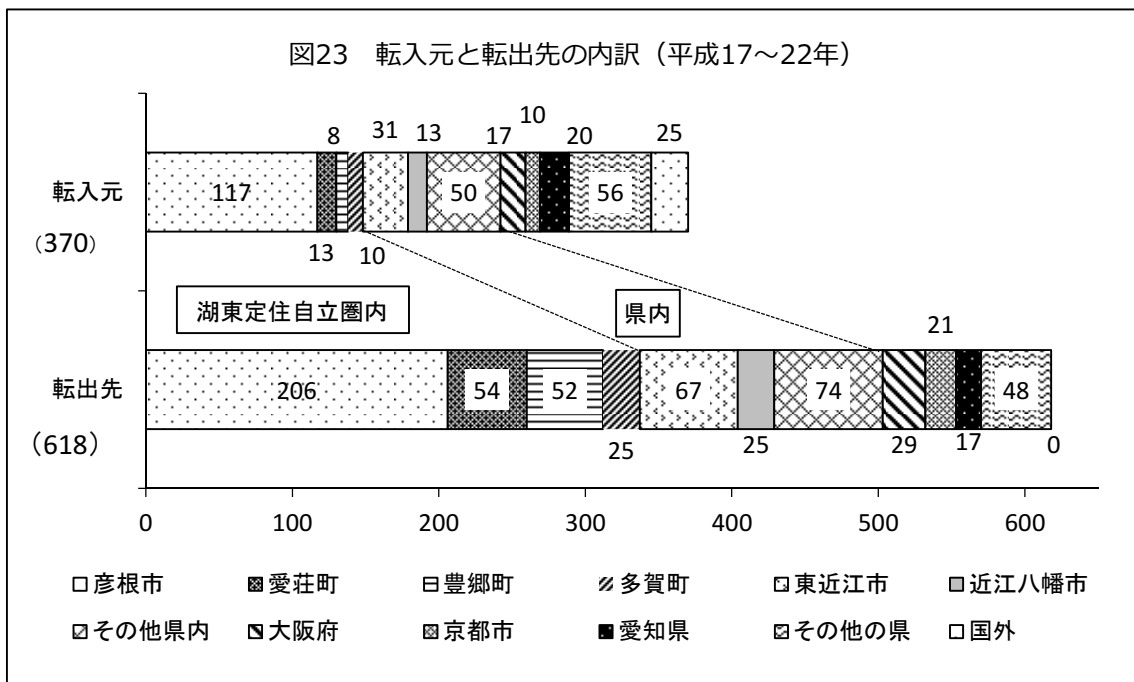 図23　転入元と転出先の内訳（平成17～22年）
8 31 13 17 10 20 25
転入元
（370）
117 50 56
13 10
湖東定住自立圏内 県内
21
転出先
（618）
206 54 52 67 74 48
25 25 29 17 0
0 100 200 300 400 500 600
彦根市 愛荘町 豊郷町 多賀町 東近江市 近江八幡市
その他県内 大阪府 京都市 愛知県 その他の県 国外